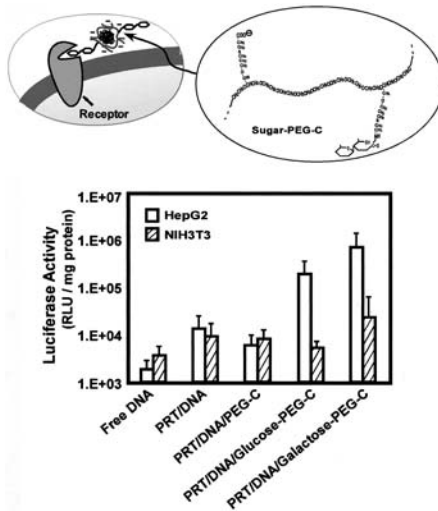 Receptor
Sugar-PEG-C
1.E+07
1.E+06
1.E+05
1.E+04
1.E+03
Luciferase Activity
(RLU / mg protein)
HepG2
NIH3T3
Free DNA
PRT/DNA
PRT/DNA/PEG-C
PRT/DNA/Glucose-PEG-C
PRT/DNA/Galactose-PEG-C